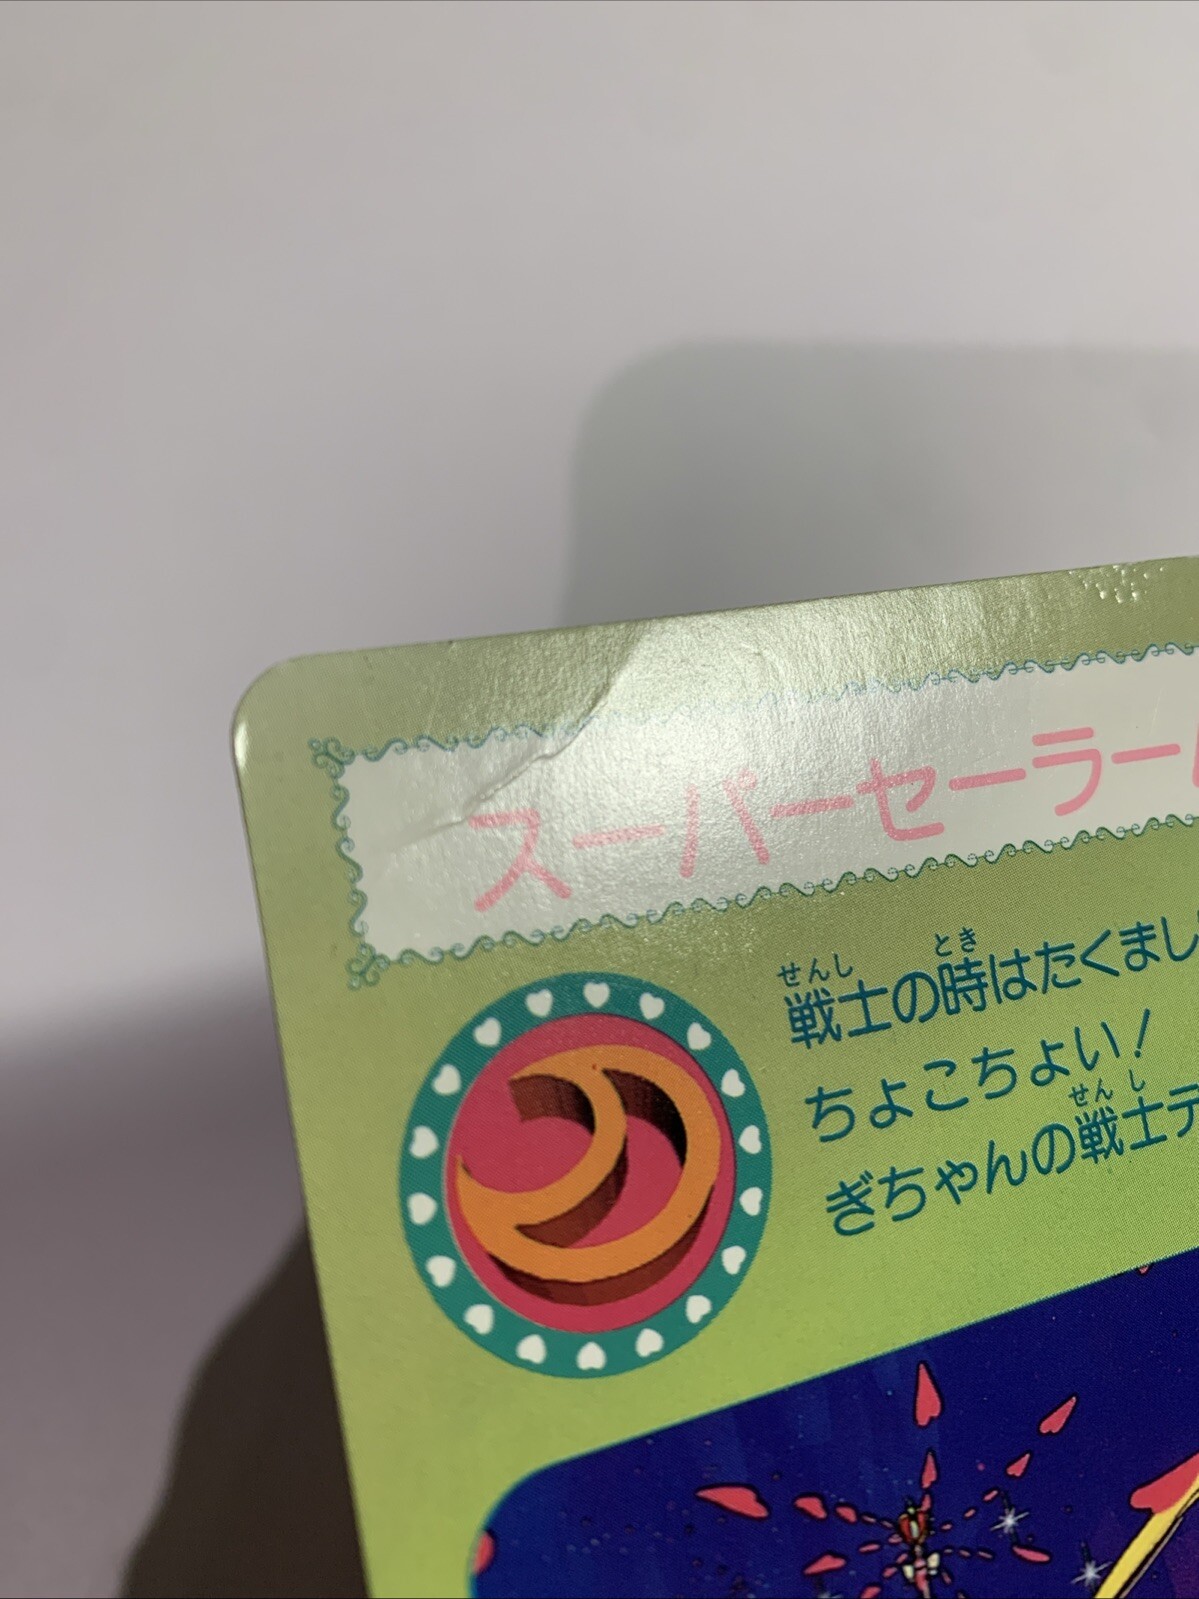 スーパーセーラー
戦士の時はたくまし
ちょこちょい!
ぎちゃんの戦士デ